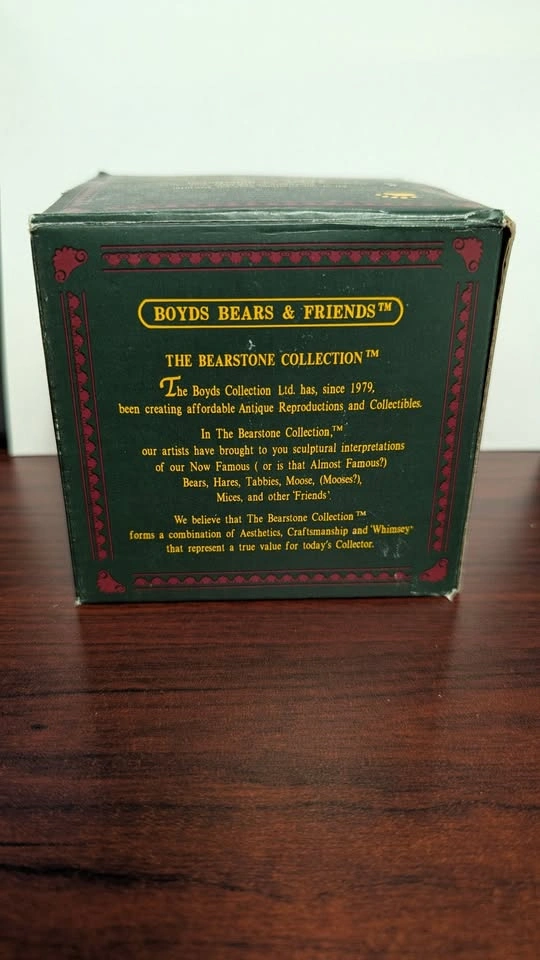 BOYDS BEARS & FRIENDS™
THE BEARSTONE COLLECTION™
The Boyds Collection Ltd. has, since 1979,
been creating affordable Antique Reproductions and Collectibles.
In The Bearstone Collection,™
our artists have brought to you sculptural interpretations
of our Now Famous ( or is that Almost Famous?)
Bears, Hares, Tabbies, Moose, (Mooses?),
Mices, and other 'Friends'.
We believe that The Bearstone Collection™
forms a combination of Aesthetics, Craftsmanship and 'Whimsey'
that represent a true value for today's Collector.